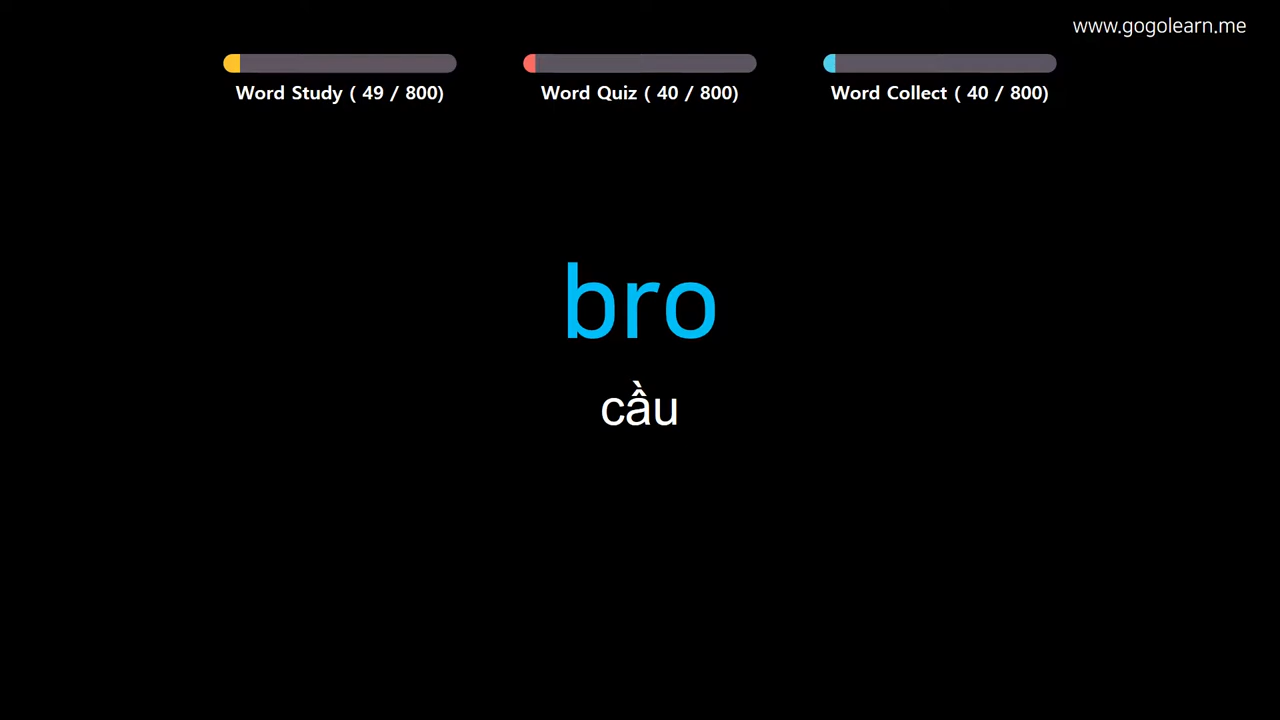 www.gogolearn.me
Word Study ( 49 / 800)
Word Quiz ( 40 / 800)
Word Collect ( 40 / 800)
bro
cầu